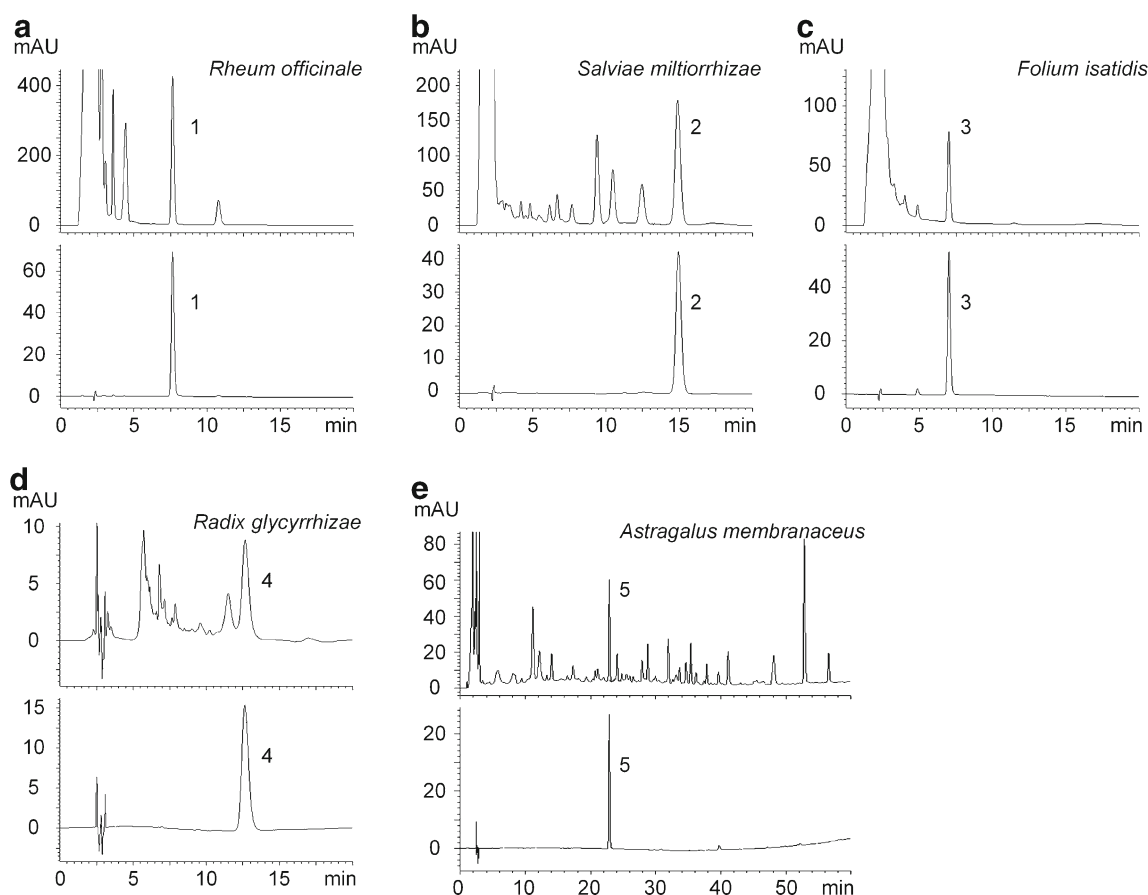 a
mAU
Rheum officinale
400
200
0
1
60
40
20
0
1
0 5 10 15 min
b
mAU
Salviae miltiorrhizae
200
150
100
50
0
2
40
30
20
10
0
2
0 5 10 15 min
c
mAU
Folium isatidis
100
50
0
3
40
20
0
3
0 5 10 15 min
d
mAU
Radix glycyrrhizae
10
5
0
4
15
10
5
0
4
0 5 10 15 min
e
mAU
Astragalus membranaceus
80
60
40
20
0
5
20
20
0
5
0 10 20 30 40 50 min